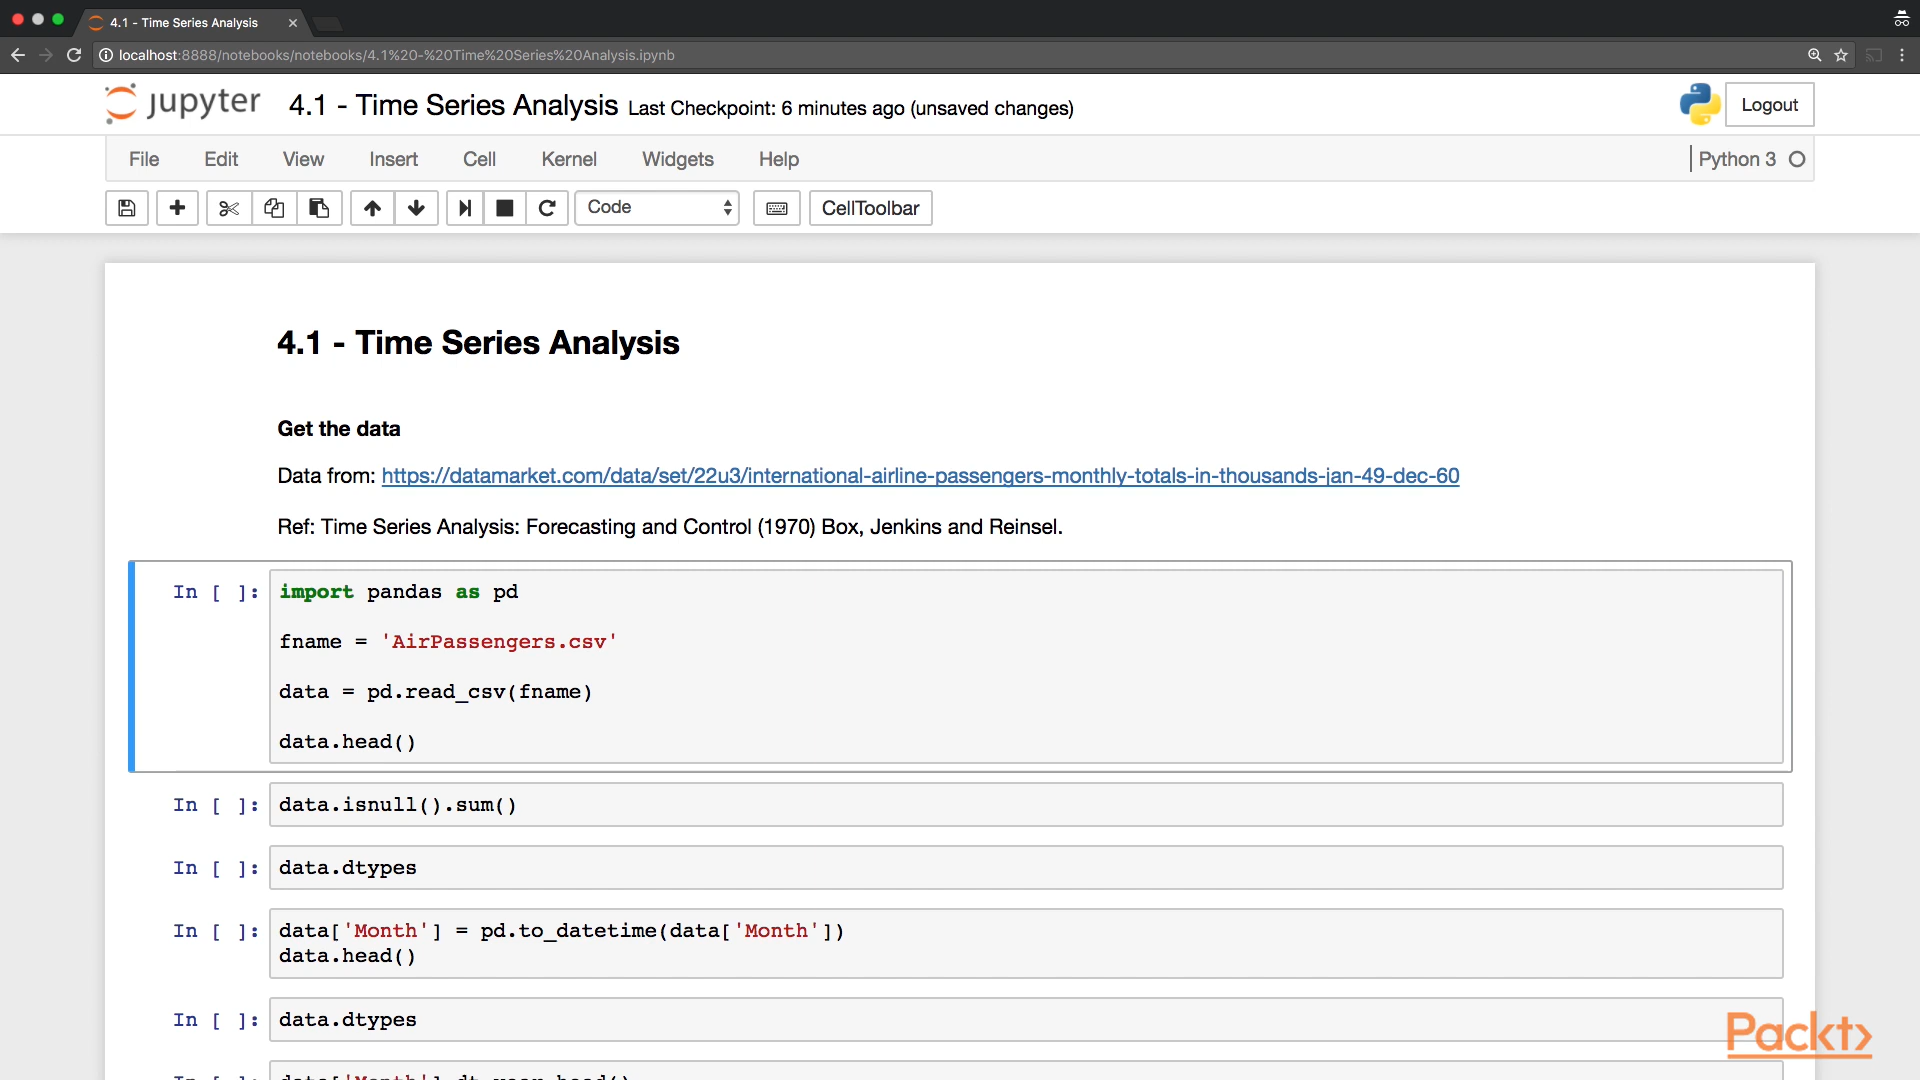 4.1 - Time Series Analysis
localhost:8888/notebooks/notebooks/4.1%20-%20Time%20Series%20Analysis.ipynb
jupyter 4.1 - Time Series Analysis Last Checkpoint: 6 minutes ago (unsaved changes)
Logout
File Edit View Insert Cell Kernel Widgets Help
Python 3
Code
CellToolbar
4.1 - Time Series Analysis
Get the data
Data from: https://datamarket.com/data/set/22u3/international-airline-passengers-monthly-totals-in-thousands-jan-49-dec-60
Ref: Time Series Analysis: Forecasting and Control (1970) Box, Jenkins and Reinsel.
In [ ]: import pandas as pd
fname = 'AirPassengers.csv'
data = pd.read_csv(fname)
data.head()
In [ ]: data.isnull().sum()
In [ ]: data.dtypes
In [ ]: data['Month'] = pd.to_datetime(data['Month'])
data.head()
In [ ]: data.dtypes
Packt>